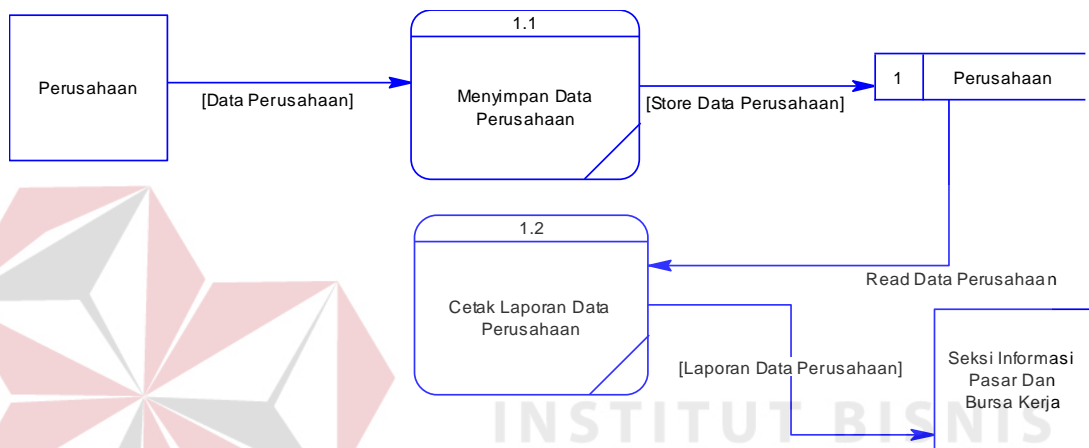 1.1
Perusahaan
[Data Perusahaan]
Menyimpan Data
Perusahaan
[Store Data Perusahaan]
1
Perusahaan
1.2
Read Data Perusahaan
Cetak Laporan Data
Perusahaan
[Laporan Data Perusahaan]
Seksi Informasi
Pasar Dan
Bursa Kerja
INSTITUT BISNIS